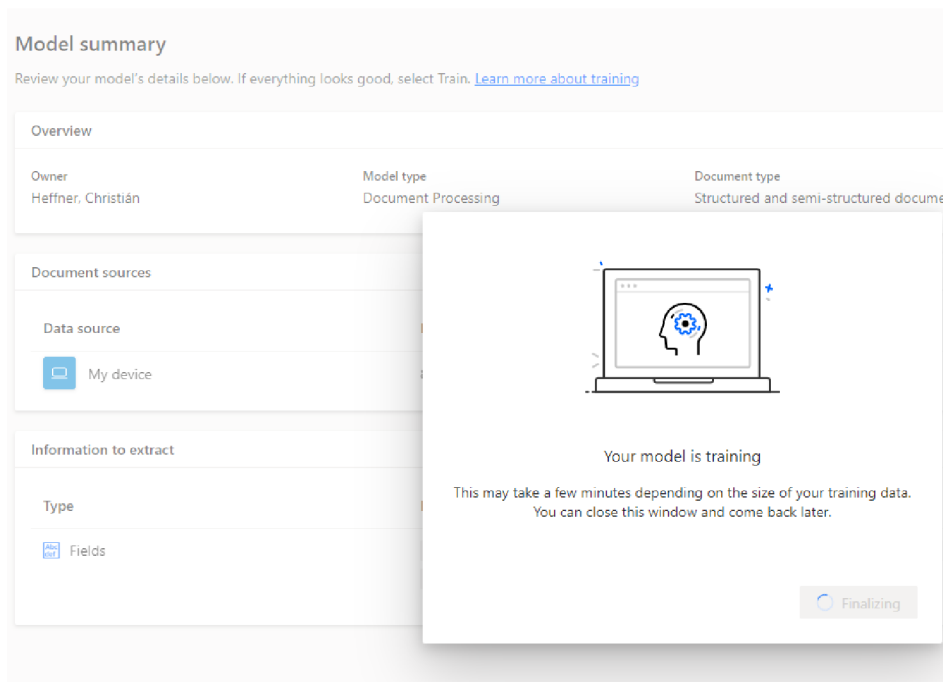 Model summary
Review your model's details below. If everything looks good, select Train. Learn more about training
Overview
Owner
Model type
Document type
Heffner, Christián
Document Processing
Structured and semi-structured
Document sources
Data source
My device
Information to extract
Type
Abc
Fields
Your model is training
This may take a few minutes depending on the size of your training data.
You can close this window and come back later.
Finalizing